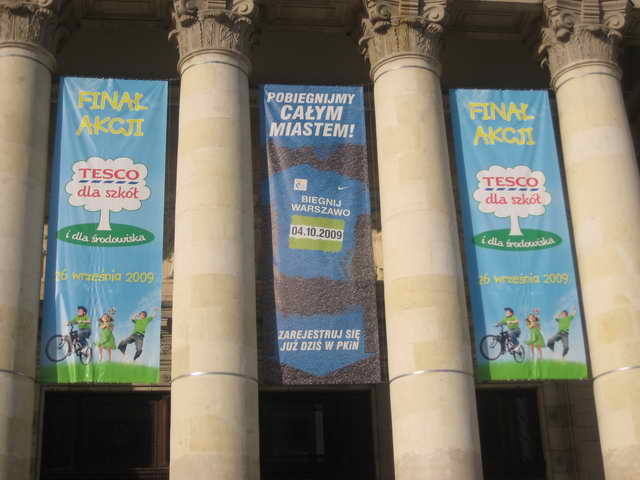 FINAŁ
AKCJI
TESCO
dla szkół
i dla środowiska
26 września 2009
POBIEGNIJMY
CAŁYM
MIASTEM!
BIEGNIJ
WARSZAWO
04.10.2009
ZAREJESTRUJ SIĘ
JUŻ DZIŚ W PKiN
FINAŁ
AKCJI
TESCO
dla szkół
i dla środowiska
26 września 2009